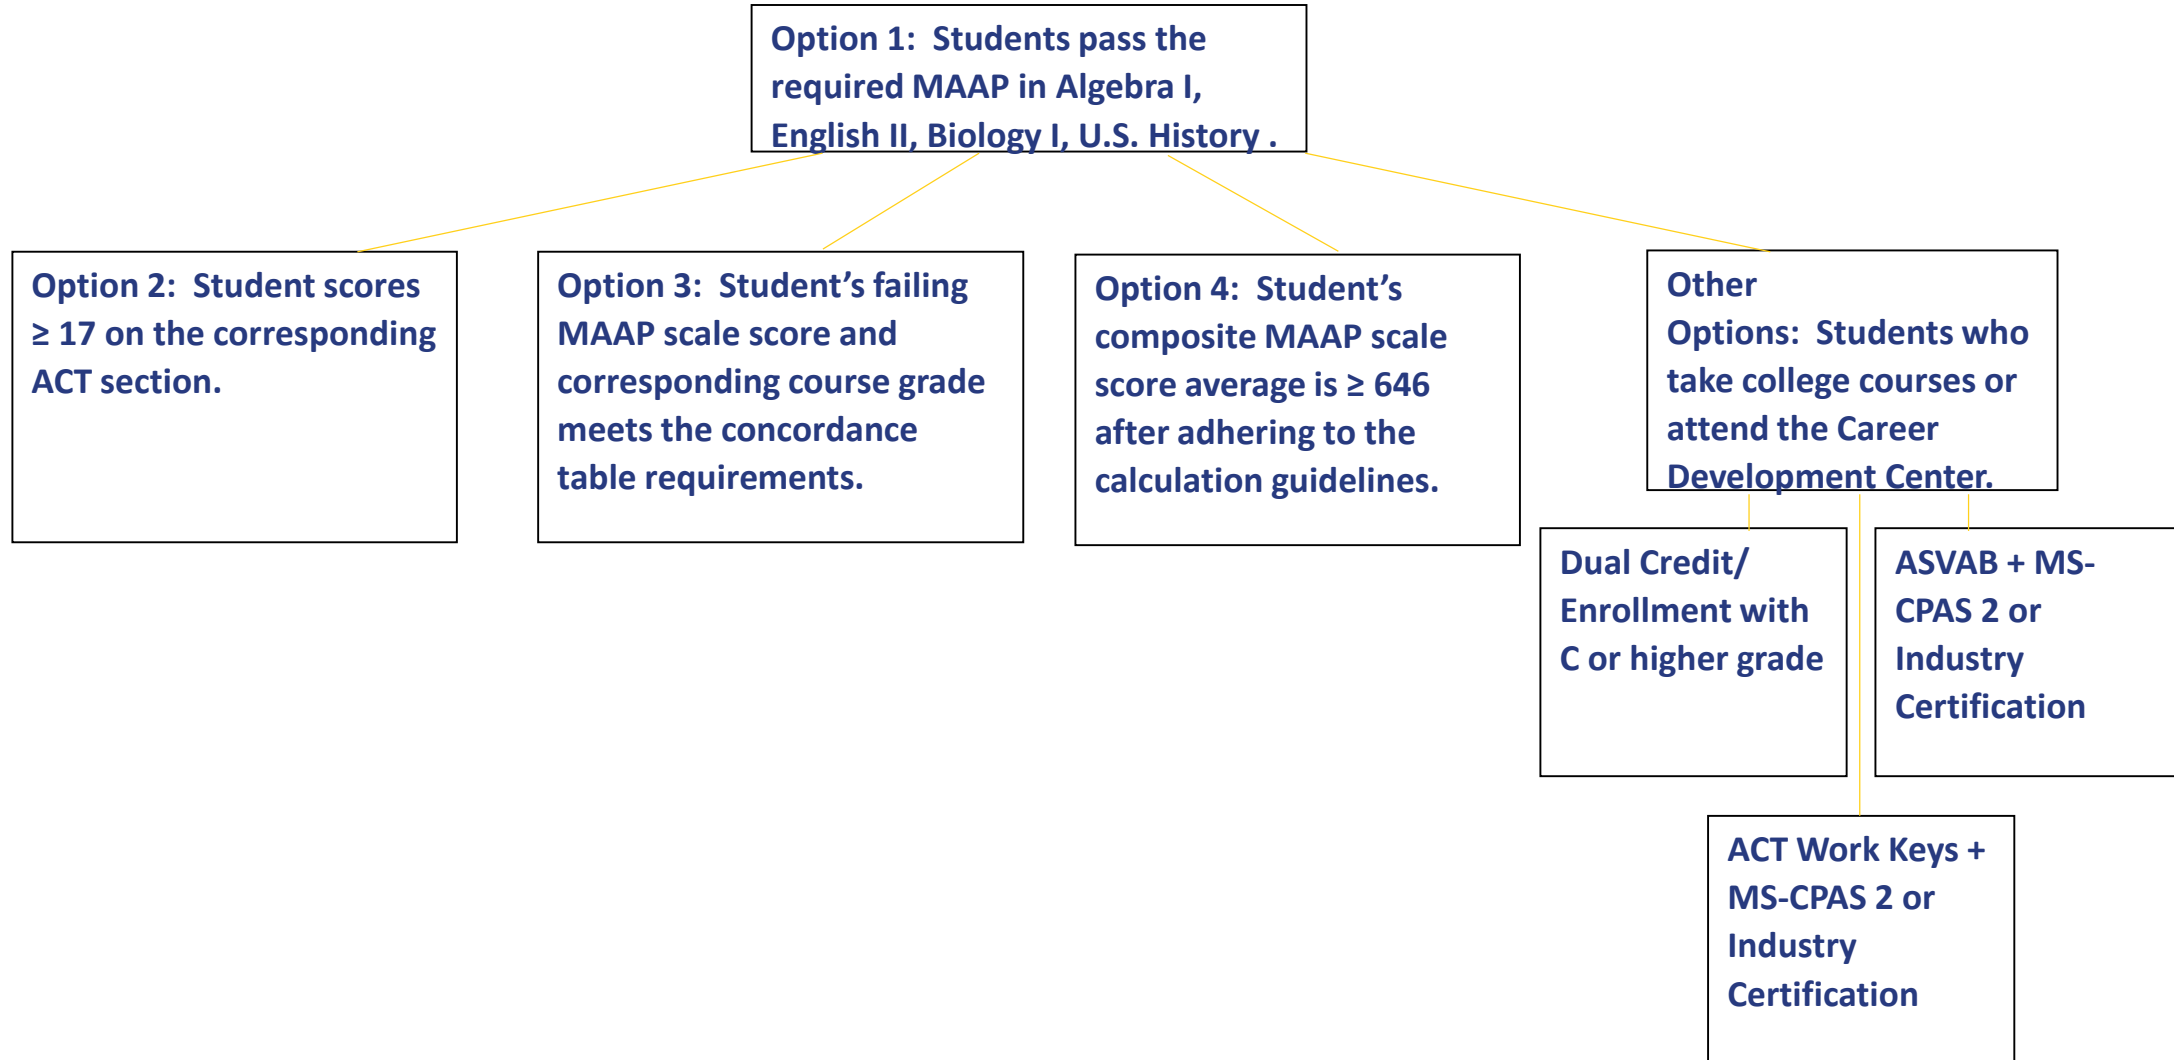 Option 1:  Students pass the
required MAAP in Algebra I,
English II, Biology I, U.S. History .
Option 2:  Student scores
≥ 17 on the corresponding
ACT section.
Option 3:  Student’s failing
MAAP scale score and
corresponding course grade
meets the concordance
table requirements.
Option 4:  Student’s
composite MAAP scale
score average is ≥ 646
after adhering to the
calculation guidelines.
Other
Options:  Students who
take college courses or
attend the Career
Development Center.
Dual Credit/
Enrollment with
C or higher grade
ASVAB + MS-
CPAS 2 or
Industry
Certification
ACT Work Keys +
MS-CPAS 2 or
Industry
Certification